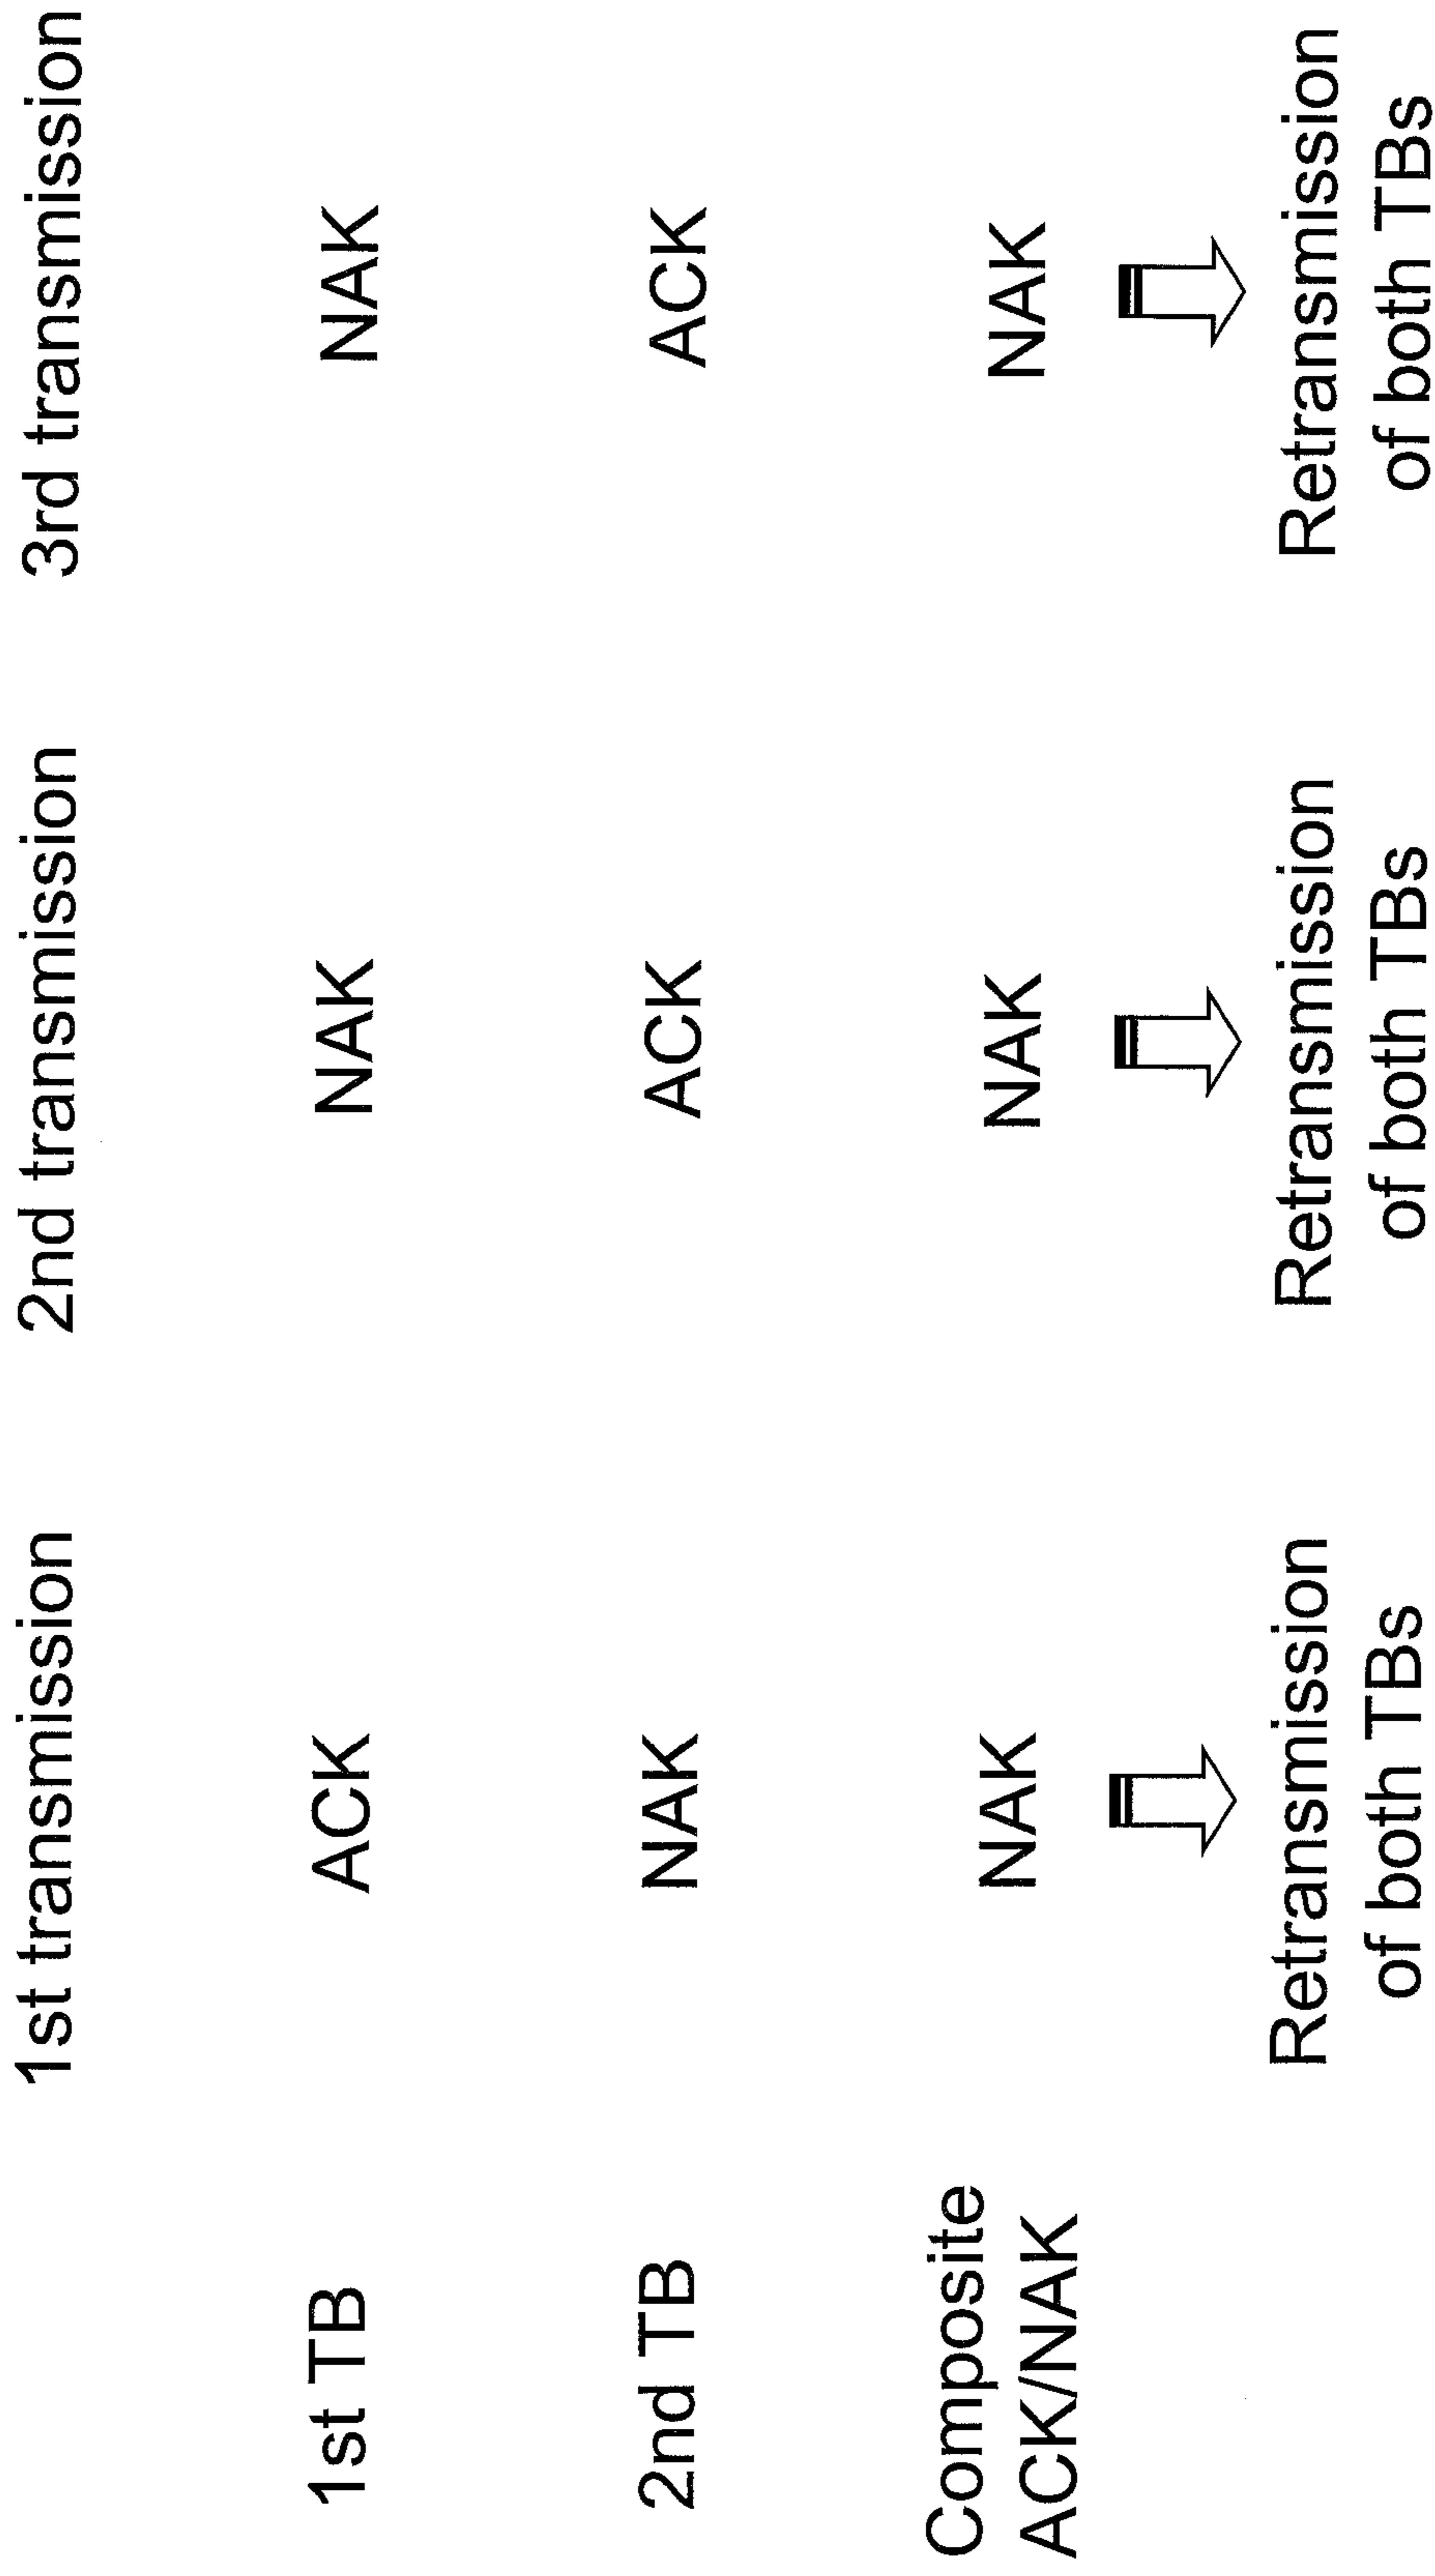 1st transmission 2nd transmission 3rd transmission
1st TB ACK NAK NAK
2nd TB NAK ACK ACK
Composite
ACK/NAK NAK NAK NAK
Retransmission Retransmission Retransmission
of both TBs of both TBs of both TBs